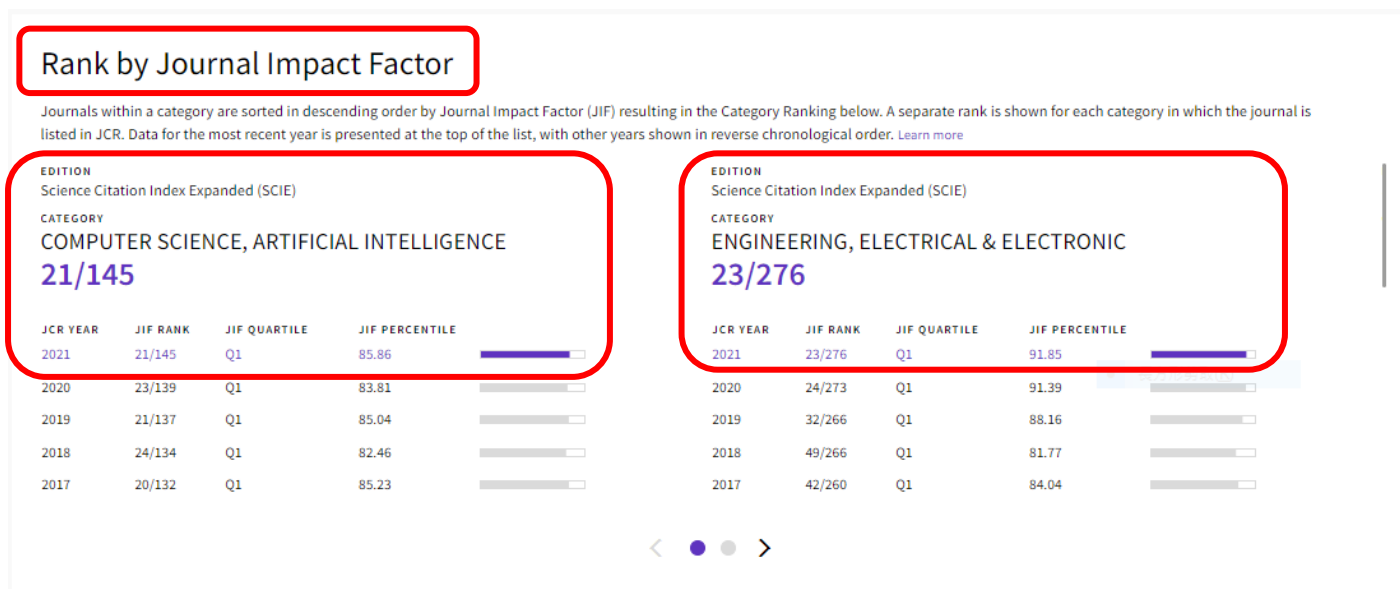 Rank by Journal Impact Factor
Journals within a category are sorted in descending order by Journal Impact Factor (JIF) resulting in the Category Ranking below. A separate rank is shown for each category in which the journal is
listed in JCR. Data for the most recent year is presented at the top of the list, with other years shown in reverse chronological order. Learn more
EDITION
Science Citation Index Expanded (SCIE)
CATEGORY
COMPUTER SCIENCE, ARTIFICIAL INTELLIGENCE
21/145
JCR YEAR JIF RANK JIF QUARTILE JIF PERCENTILE
2021 21/145 Q1 85.86
2020 23/139 Q1 83.81
2019 21/137 Q1 85.04
2018 24/134 Q1 82.46
2017 20/132 Q1 85.23
EDITION
Science Citation Index Expanded (SCIE)
CATEGORY
ENGINEERING, ELECTRICAL & ELECTRONIC
23/276
JCR YEAR JIF RANK JIF QUARTILE JIF PERCENTILE
2021 23/276 Q1 91.85
2020 24/273 Q1 91.39
2019 32/266 Q1 88.16
2018 49/266 Q1 81.77
2017 42/260 Q1 84.04